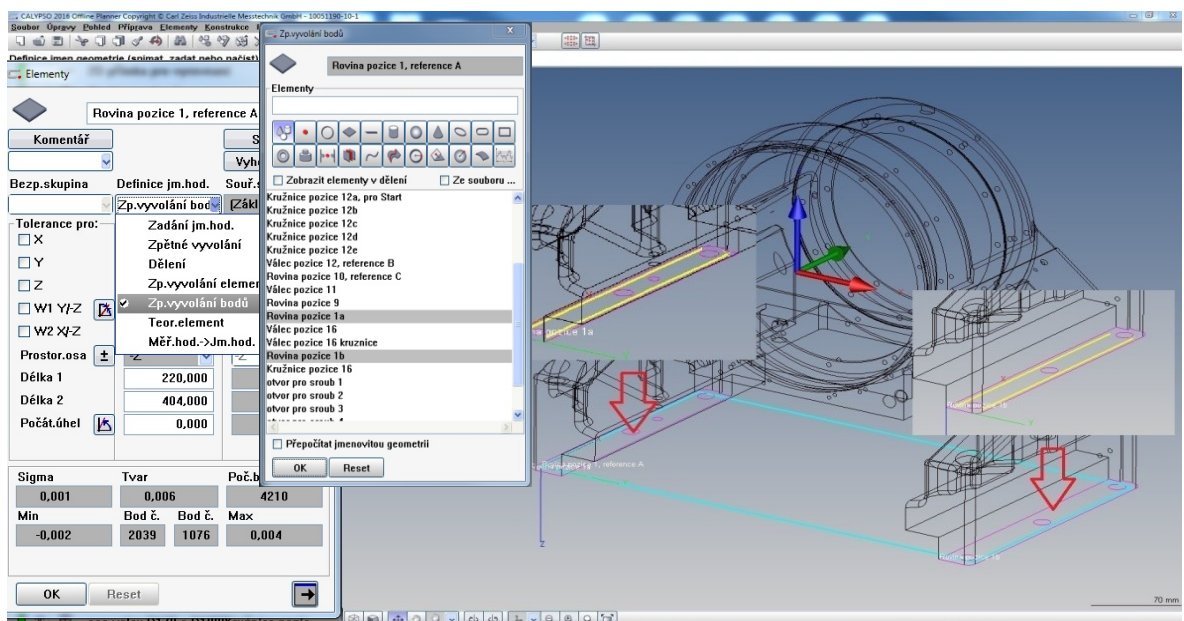 CALYPSO 2016 Offline Planner Copyright © Carl Zeiss Industrielle Messtechnik GmbH - 10051190-10-1
Soubor Úpravy Pohled Příprava Elementy Konstrukce
Definice jmen geometrie (snímat, zadat nebo načíst)
Elementy
Rovina pozice 1, reference A
Komentář
Bezp.skupina
Definice jm.hod.
Zp.vyvolání bodů
Tolerance pro:
X
Y
Z
W1 Y/-Z
W2 X/-Z
Prostor.osa
-Z
Délka 1
220,000
Délka 2
404,000
Počát.úhel
0,000
Zadání jm.hod.
Zpětné vyvolání
Dělení
Zp.vyvolání elemen
Zp.vyvolání bodů
Teor.element
Měř.hod.->Jm.hod.
Sigma
Tvar
Poč.b
0,001
0,006
4210
Min
Bod č.
Bod č.
Max
-0,002
2039
1076
0,004
OK
Reset
Zp.vyvolání bodů
Rovina pozice 1, reference A
Elementy
Zobrazit elementy v dělení
Ze souboru ...
Kružnice pozice 12a, pro Start
Kružnice pozice 12b
Kružnice pozice 12c
Kružnice pozice 12d
Kružnice pozice 12e
Válec pozice 12, reference B
Rovina pozice 10, reference C
Válec pozice 11
Rovina pozice 9
Rovina pozice 1a
Válec pozice 16
Válec pozice 16 kruznice
Rovina pozice 1b
Kružnice pozice 16
otvor pro sroub 1
otvor pro sroub 2
otvor pro sroub 3
Přepočítat jmenovitou geometrii
OK
Reset
pozice 1a
Rovina pozice 1b
Y
X
Z
70 mm